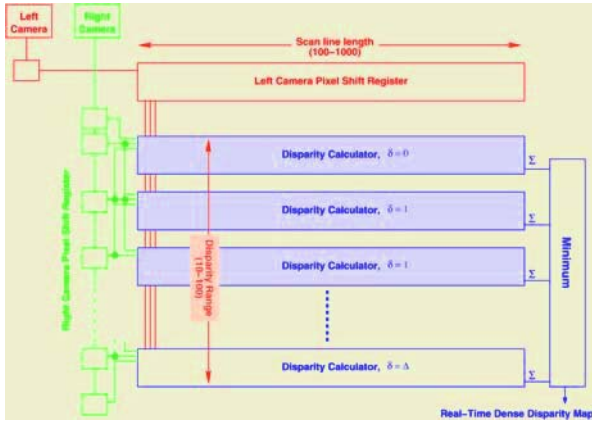 Left
Camera
Right
Camera
Scan line length
(100-1000)
Left Camera Pixel Shift Register
Right Camera Pixel Shift Register
Disparity Range
(10-100)
Disparity Calculator, δ=0
Σ
Disparity Calculator, δ=1
Σ
Disparity Calculator, δ=1
Σ
Disparity Calculator, δ=Δ
Σ
Minimum
Real-Time Dense Disparity Map